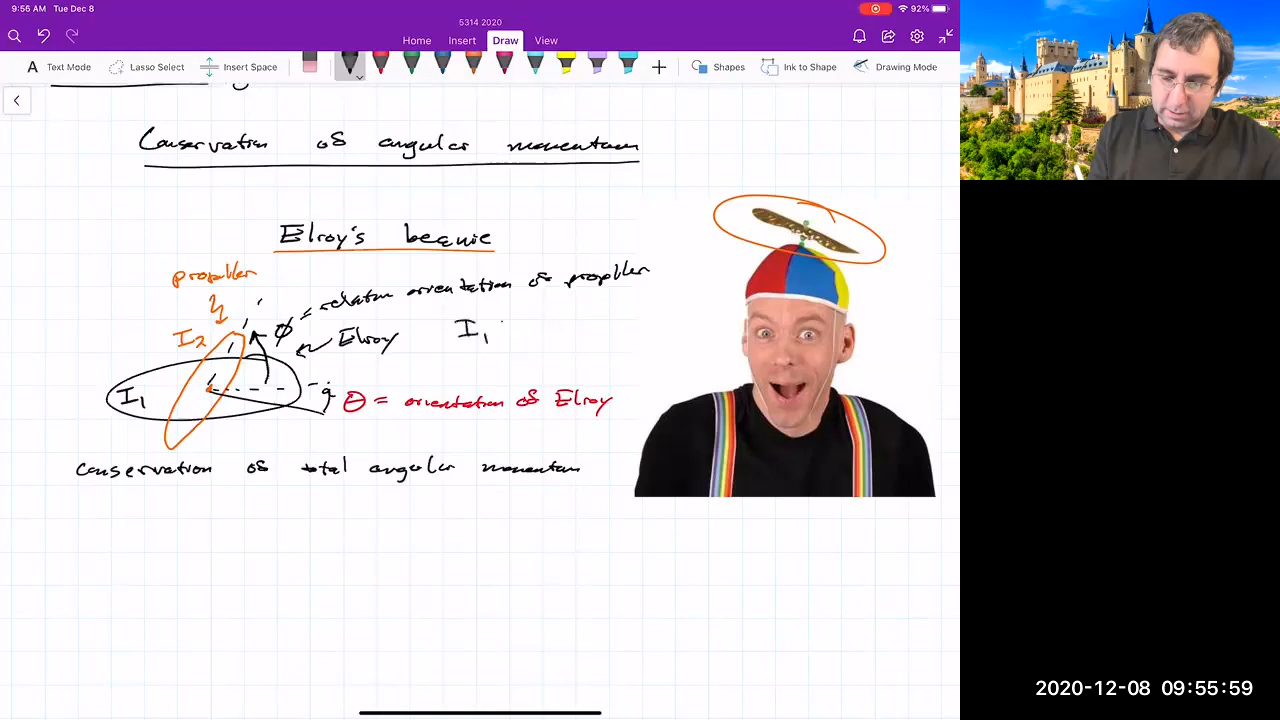 9:56 AM Tue Dec 8
92%
5314 2020
Home Insert Draw View
Text Mode Lasso Select Insert Space Shapes Ink to Shape Drawing Mode
Conservation of angular momentum
Elroy's beanie
propeller
ϕ = relative orientation of propeller
I2
Elroy
I1
I1
θ = orientation of Elroy
conservation of total angular momentum
2020-12-08 09:55:59